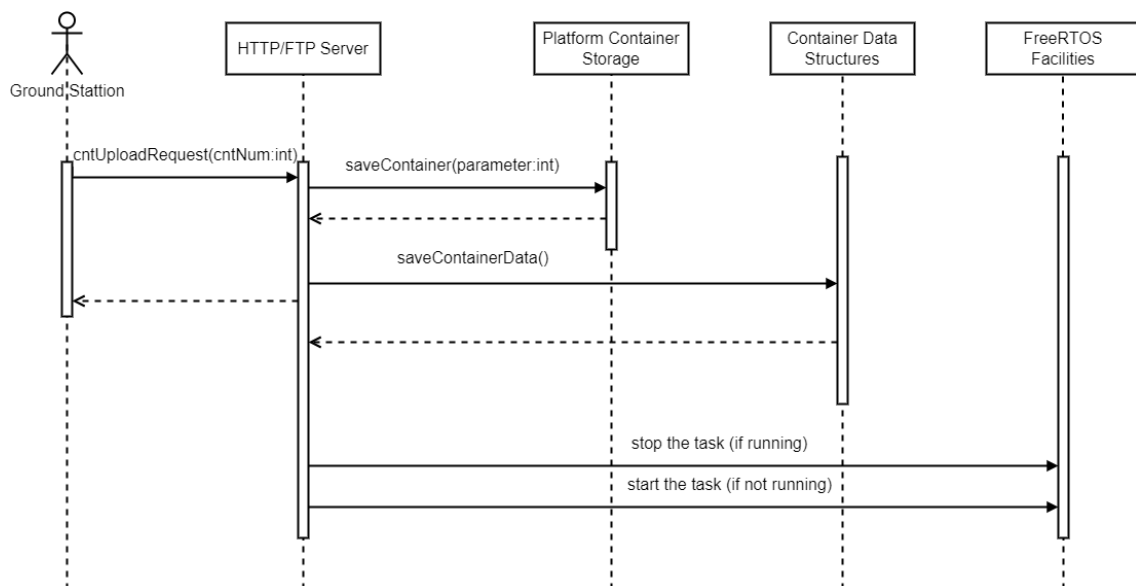 HTTP/FTP Server
Platform Container
Storage
Container Data
Structures
FreeRTOS
Facilities
Ground Stattion
cntUploadRequest(cntNum:int)
saveContainer(parameter:int)
saveContainerData()
stop the task (if running)
start the task (if not running)